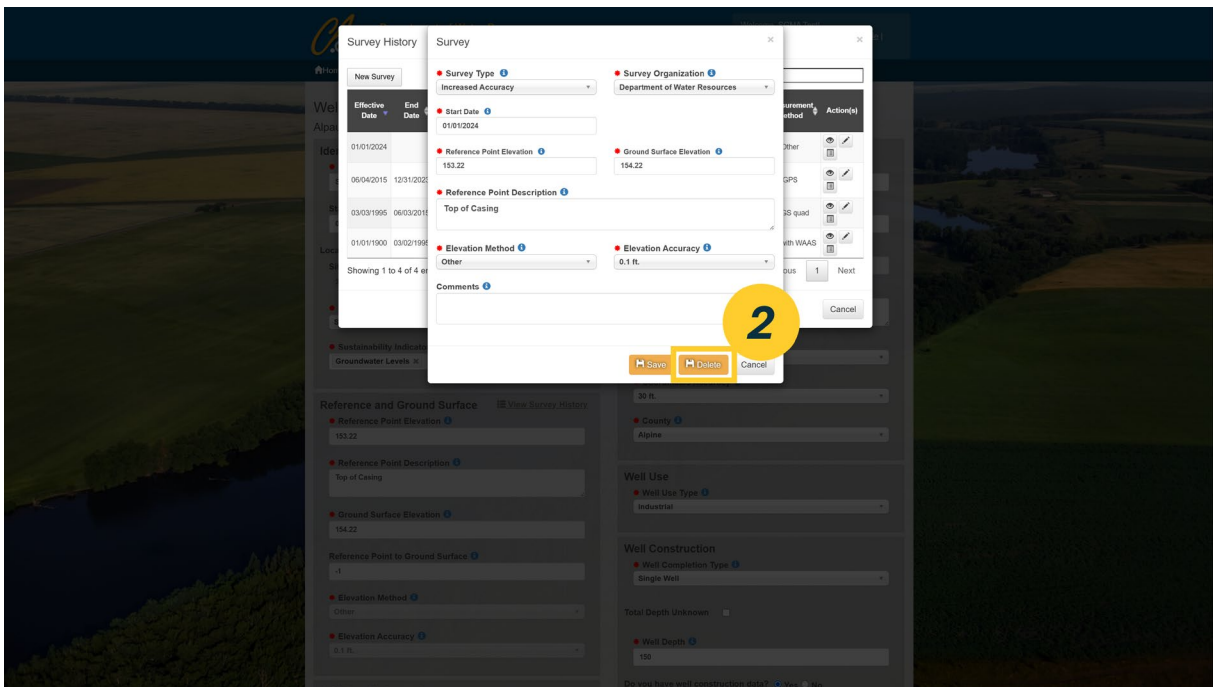 Survey History
×
New Survey
Effective Date End Date Action(s)
01/01/2024 Other
06/04/2015 12/31/2023 GPS
03/03/1995 06/03/2015 GS quad
01/01/1900 03/02/1995 with WAAS
Showing 1 to 4 of 4
1 Next
Cancel
Survey ×
Survey Type Survey Organization
Increased Accuracy Department of Water Resources
Start Date
01/01/2024
Reference Point Elevation Ground Surface Elevation
153.22 154.22
Reference Point Description
Top of Casing
Elevation Method Elevation Accuracy
Other 0.1 ft.
Comments
2
Save Delete Cancel
Sustainability Indicator
Groundwater Levels ×
Reference and Ground Surface View Survey History
Reference Point Elevation
153.22
Reference Point Description
Top of Casing
Ground Surface Elevation
154.22
Reference Point to Ground Surface
-1
Elevation Method
Other
Elevation Accuracy
0.1 ft.
30 ft.
County
Alpine
Well Use
Well Use Type
Industrial
Well Construction
Well Completion Type
Single Well
Total Depth Unknown
Well Depth
150
Do you have well construction data? Yes No